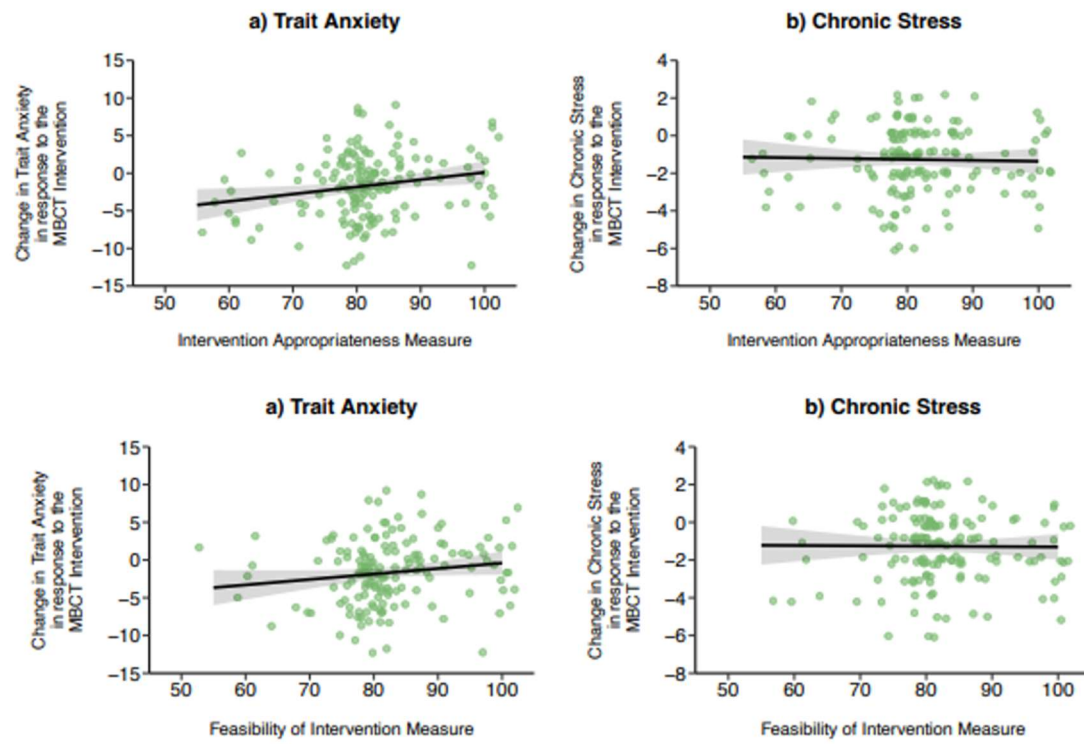 a) Trait Anxiety
Change in Trait Anxiety
in response to the
MBCT Intervention
15
10
5
0
−5
−10
−15
50 60 70 80 90 100
Intervention Appropriateness Measure
b) Chronic Stress
Change in Chronic Stress
in response to the
MBCT Intervention
4
2
0
−2
−4
−6
−8
50 60 70 80 90 100
Intervention Appropriateness Measure
a) Trait Anxiety
Change in Trait Anxiety
in response to the
MBCT Intervention
15
10
5
0
−5
−10
−15
50 60 70 80 90 100
Feasibility of Intervention Measure
b) Chronic Stress
Change in Chronic Stress
in response to the
MBCT Intervention
4
2
0
−2
−4
−6
−8
50 60 70 80 90 100
Feasibility of Intervention Measure